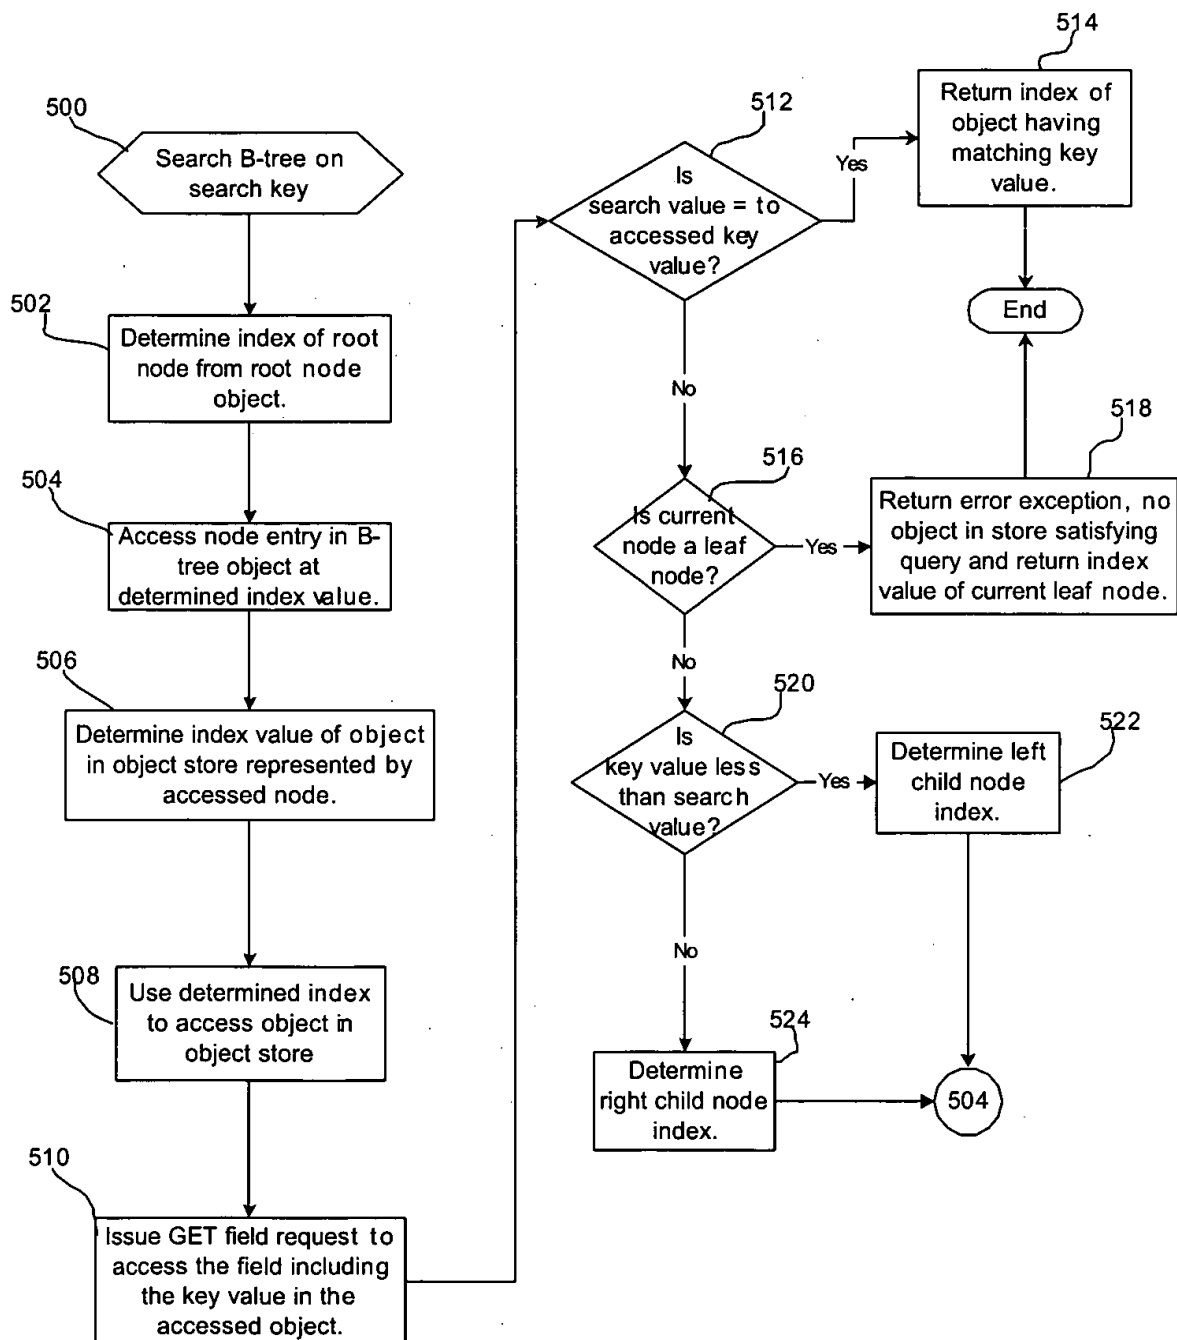 500
Search B-tree on
search key
502
Determine index of root
node from root node
object.
504
Access node entry in B-
tree object at
determined index value.
506
Determine index value of object
in object store represented by
accessed node.
508
Use determined index
to access object in
object store
510
Issue GET field request to
access the field including
the key value in the
accessed object.
512
Is
search value = to
accessed key
value?
Yes
514
Return index of
object having
matching key
value.
End
No
516
Is current
node a leaf
node?
Yes
518
Return error exception, no
object in store satisfying
query and return index
value of current leaf node.
No
520
Is
key value less
than search
value?
Yes
522
Determine left
child node
index.
No
524
Determine
right child node
index.
504